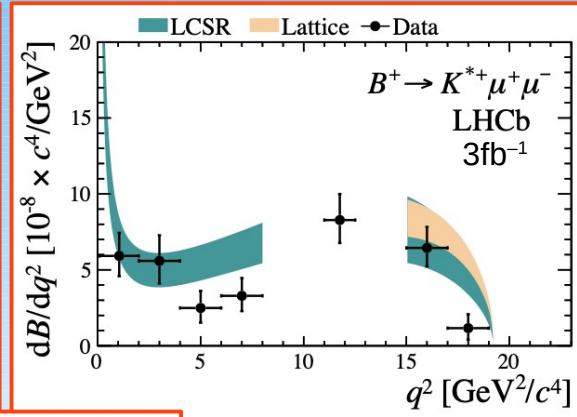 LCSR Lattice Data
dB/dq² [10⁻⁸ × c⁴/GeV²]
20
15
10
5
0
B⁺→ K*⁺μ⁺μ⁻
LHCb
3fb⁻¹
0 5 10 15 20
q² [GeV²/c⁴]